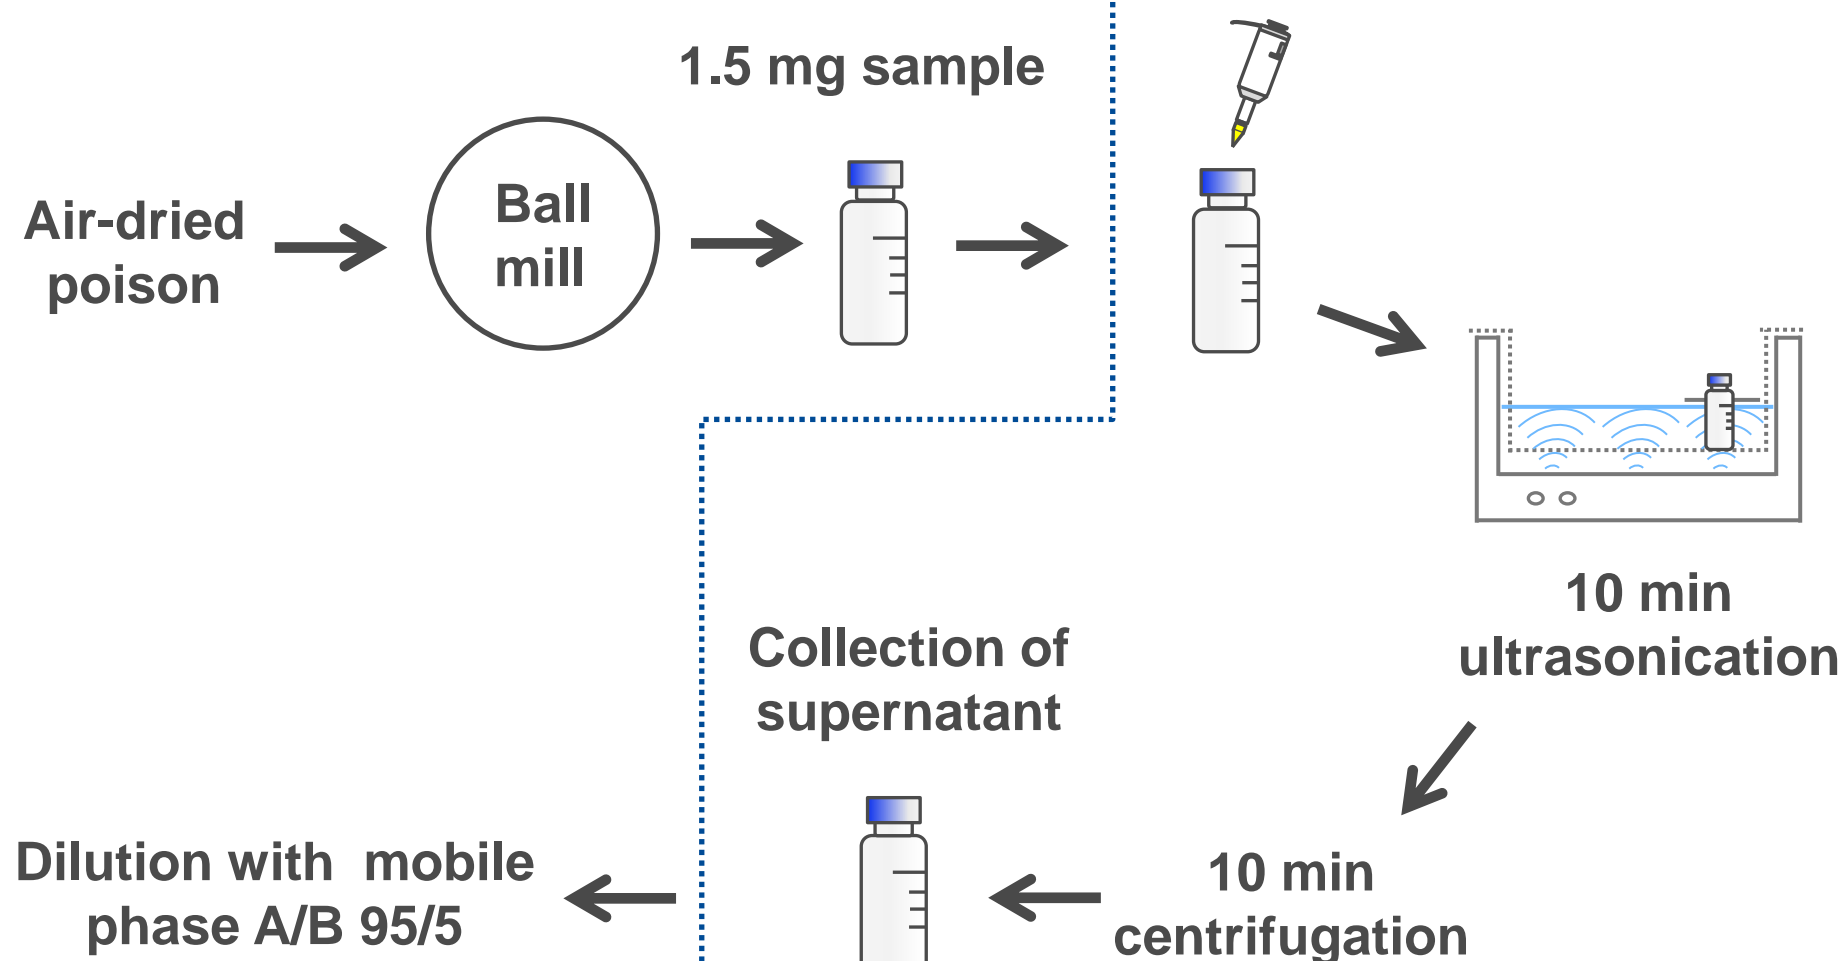 1.5 mg sample
Air-dried
poison
Ball
mill
10 min
ultrasonication
Collection of
supernatant
10 min
centrifugation
Dilution with  mobile
phase A/B 95/5